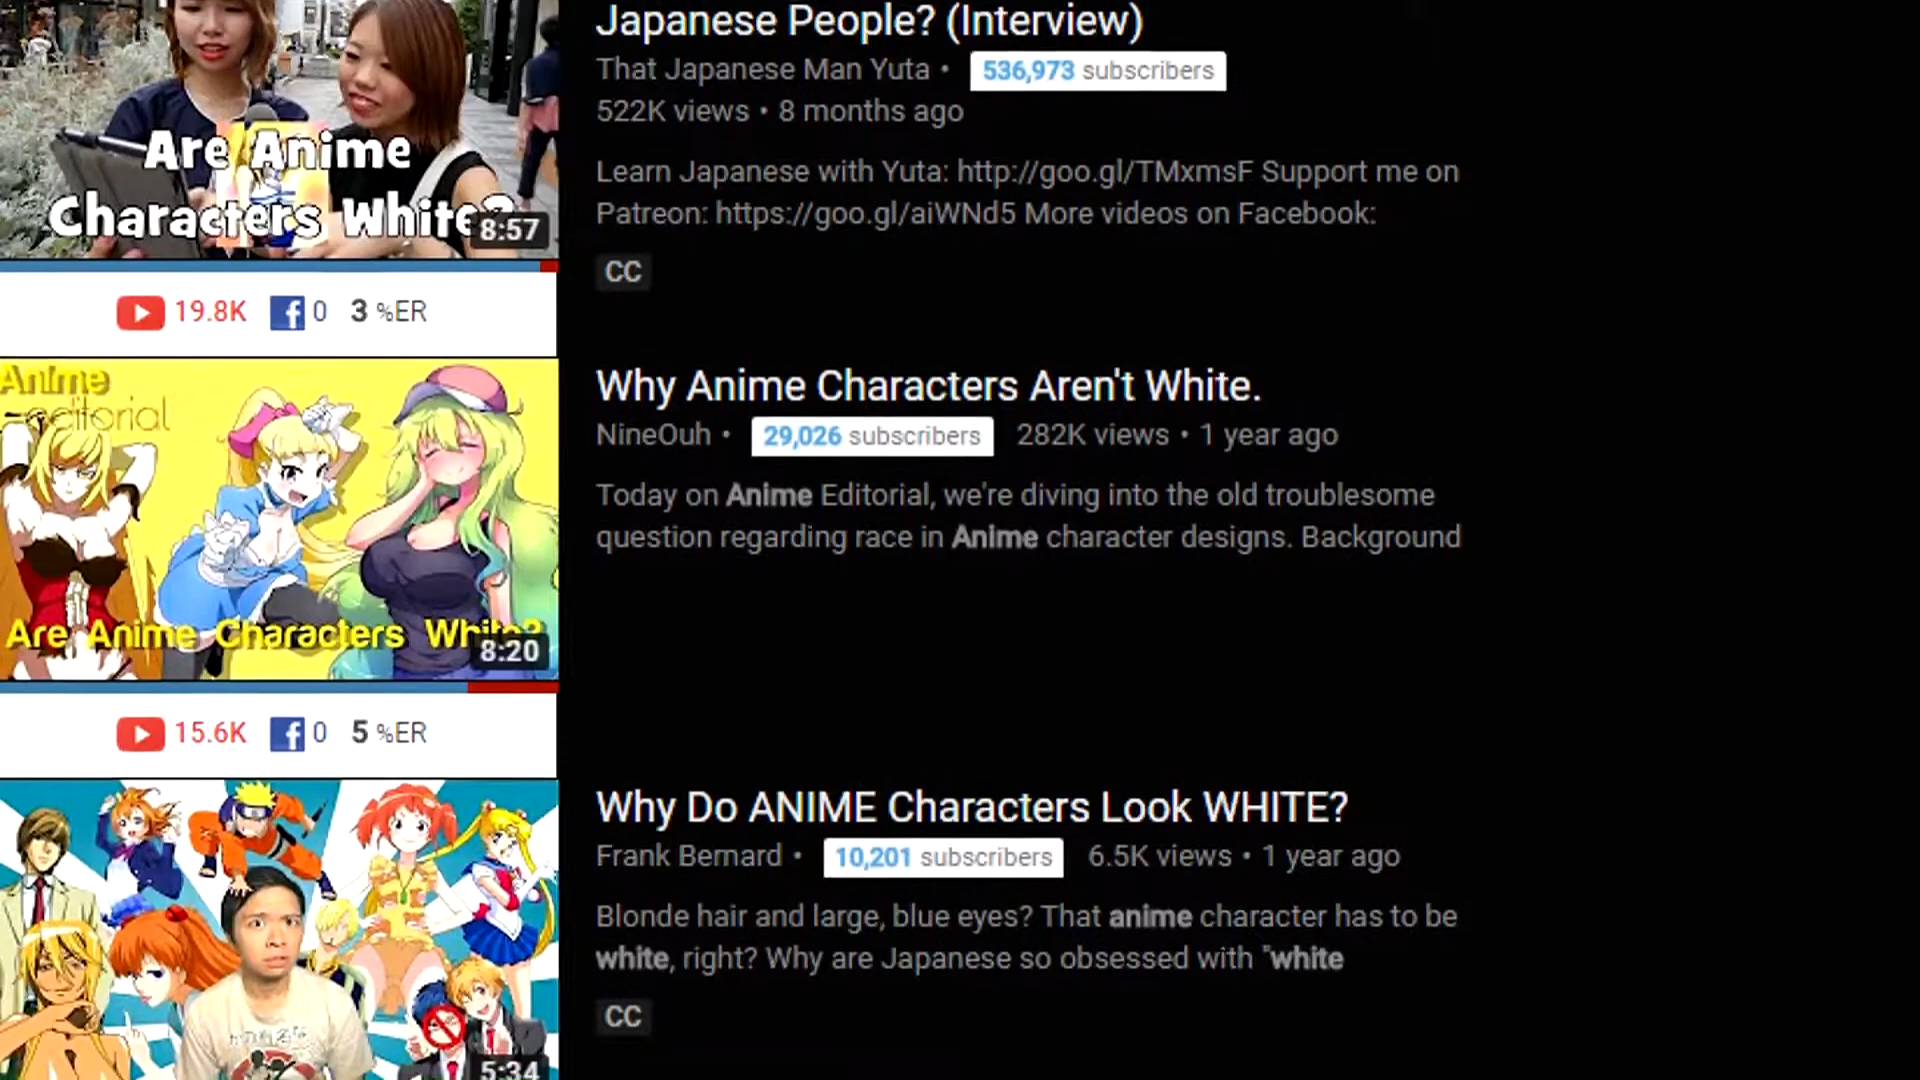 Japanese People? (Interview)
That Japanese Man Yuta • 536,973 subscribers
522K views • 8 months ago
Are Anime
Characters White?
8:57
Learn Japanese with Yuta: http://goo.gl/TMxmsF Support me on
Patreon: https://goo.gl/aiWNd5 More videos on Facebook:
CC
19.8K 0 3 %ER
Anime
editorial
Are Anime Characters White?
8:20
Why Anime Characters Aren't White.
NineOuh • 29,026 subscribers 282K views • 1 year ago
Today on Anime Editorial, we're diving into the old troublesome
question regarding race in Anime character designs. Background
15.6K 0 5 %ER
5:34
Why Do ANIME Characters Look WHITE?
Frank Bernard • 10,201 subscribers 6.5K views • 1 year ago
Blonde hair and large, blue eyes? That anime character has to be
white, right? Why are Japanese so obsessed with "white
CC